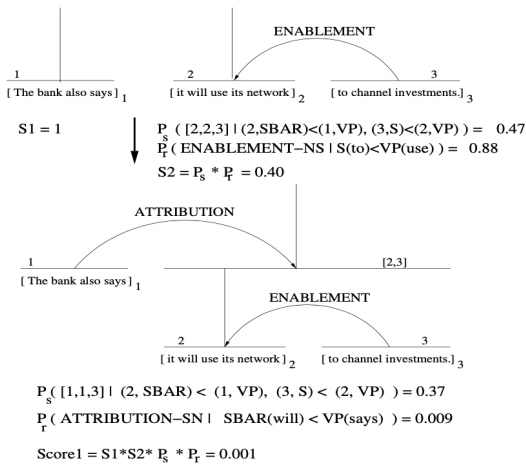 ENABLEMENT
1 2 3
[ The bank also says ] 1 [ it will use its network ] 2 [ to channel investments.] 3
S1 = 1 Ps ( [2,2,3] | (2,SBAR)<(1,VP), (3,S)<(2,VP) ) = 0.47
Pr( ENABLEMENT–NS | S(to)<VP(use) ) = 0.88
S2 = Ps * Pr = 0.40
ATTRIBUTION
1 [2,3]
[ The bank also says ] 1
ENABLEMENT
2 3
[ it will use its network ] 2 [ to channel investments.] 3
Ps( [1,1,3] | (2, SBAR) < (1, VP), (3, S) < (2, VP) ) = 0.37
Pr( ATTRIBUTION–SN | SBAR(will) < VP(says) ) = 0.009
Score1 = S1*S2* Ps * Pr = 0.001